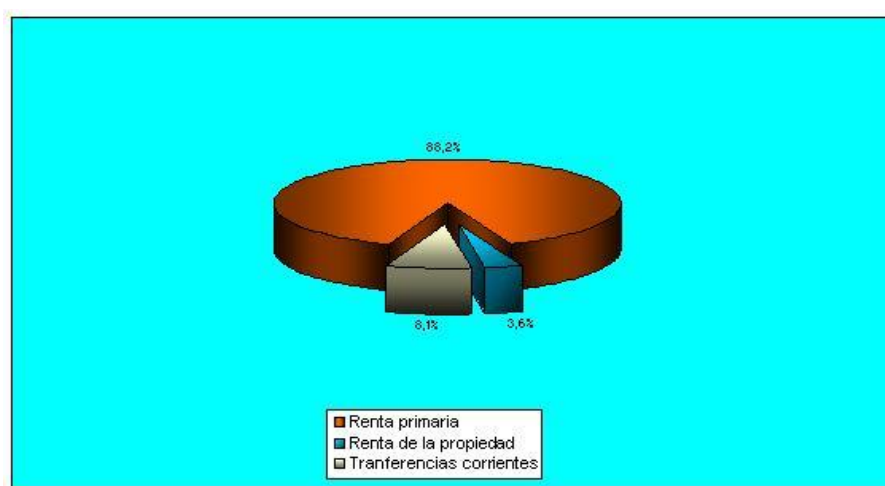 88,2%
8,1%
3,6%
Renta primaria
Renta de la propiedad
Tranferencias corrientes